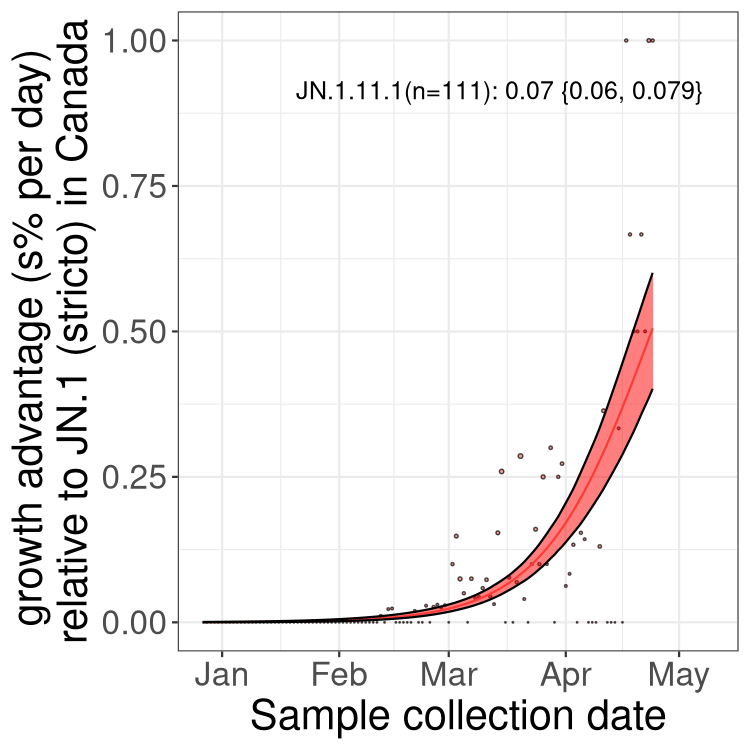 growth advantage (s% per day)
relative to JN.1 (stricto) in Canada
1.00
0.75
0.50
0.25
0.00
JN.1.11.1(n=111): 0.07 {0.06, 0.079}
Jan
Feb
Mar
Apr
May
Sample collection date